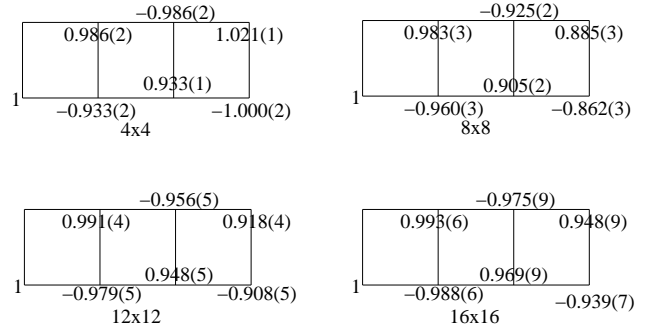 −0.986(2) −0.925(2)
0.986(2) 1.021(1) 0.983(3) 0.885(3)
0.933(1) 0.905(2)
1 1
−0.933(2) −1.000(2) −0.960(3) −0.862(3)
4x4 8x8
−0.956(5) −0.975(9)
0.991(4) 0.918(4) 0.993(6) 0.948(9)
0.948(5) 0.969(9)
1 1
−0.979(5) −0.908(5) −0.988(6) −0.939(7)
12x12 16x16